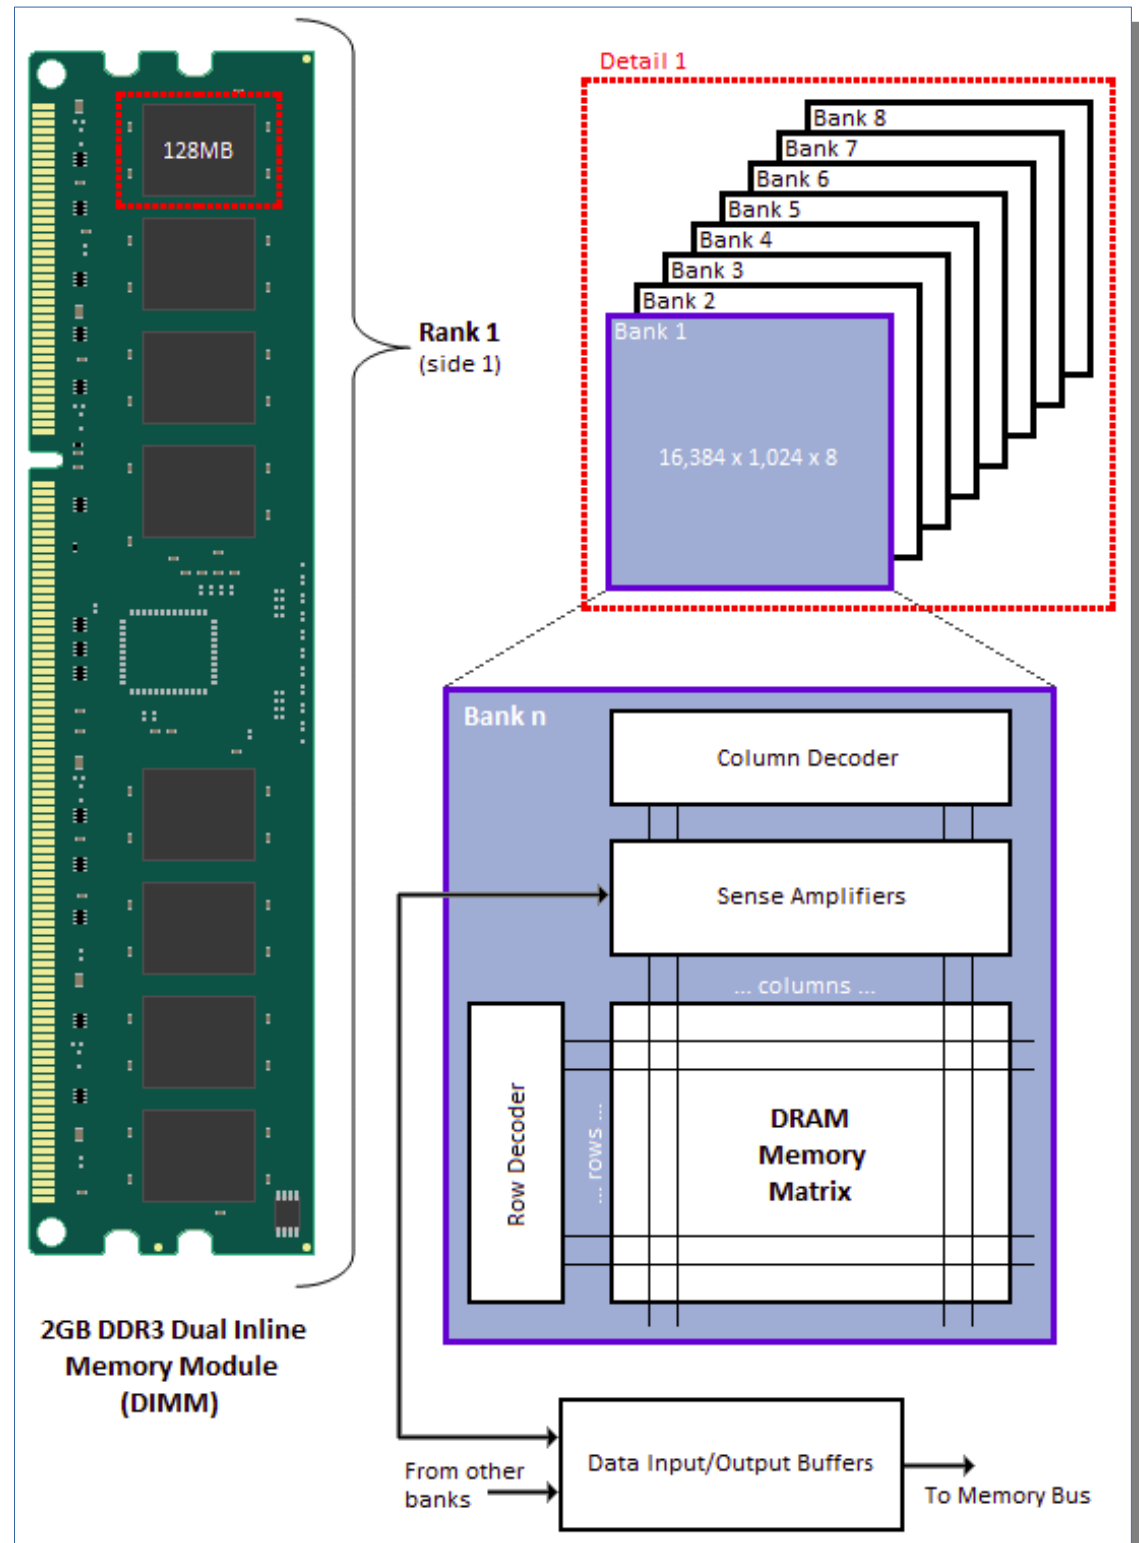 128MB
Rank 1
(side 1)
2GB DDR3 Dual Inline
Memory Module
(DIMM)
Detail 1
Bank 8
Bank 7
Bank 6
Bank 5
Bank 4
Bank 3
Bank 2
Bank 1
16,384 x 1,024 x 8
Bank n
Column Decoder
Sense Amplifiers
... columns ...
Row Decoder
... rows ...
DRAM
Memory
Matrix
Data Input/Output Buffers
From other
banks
To Memory Bus